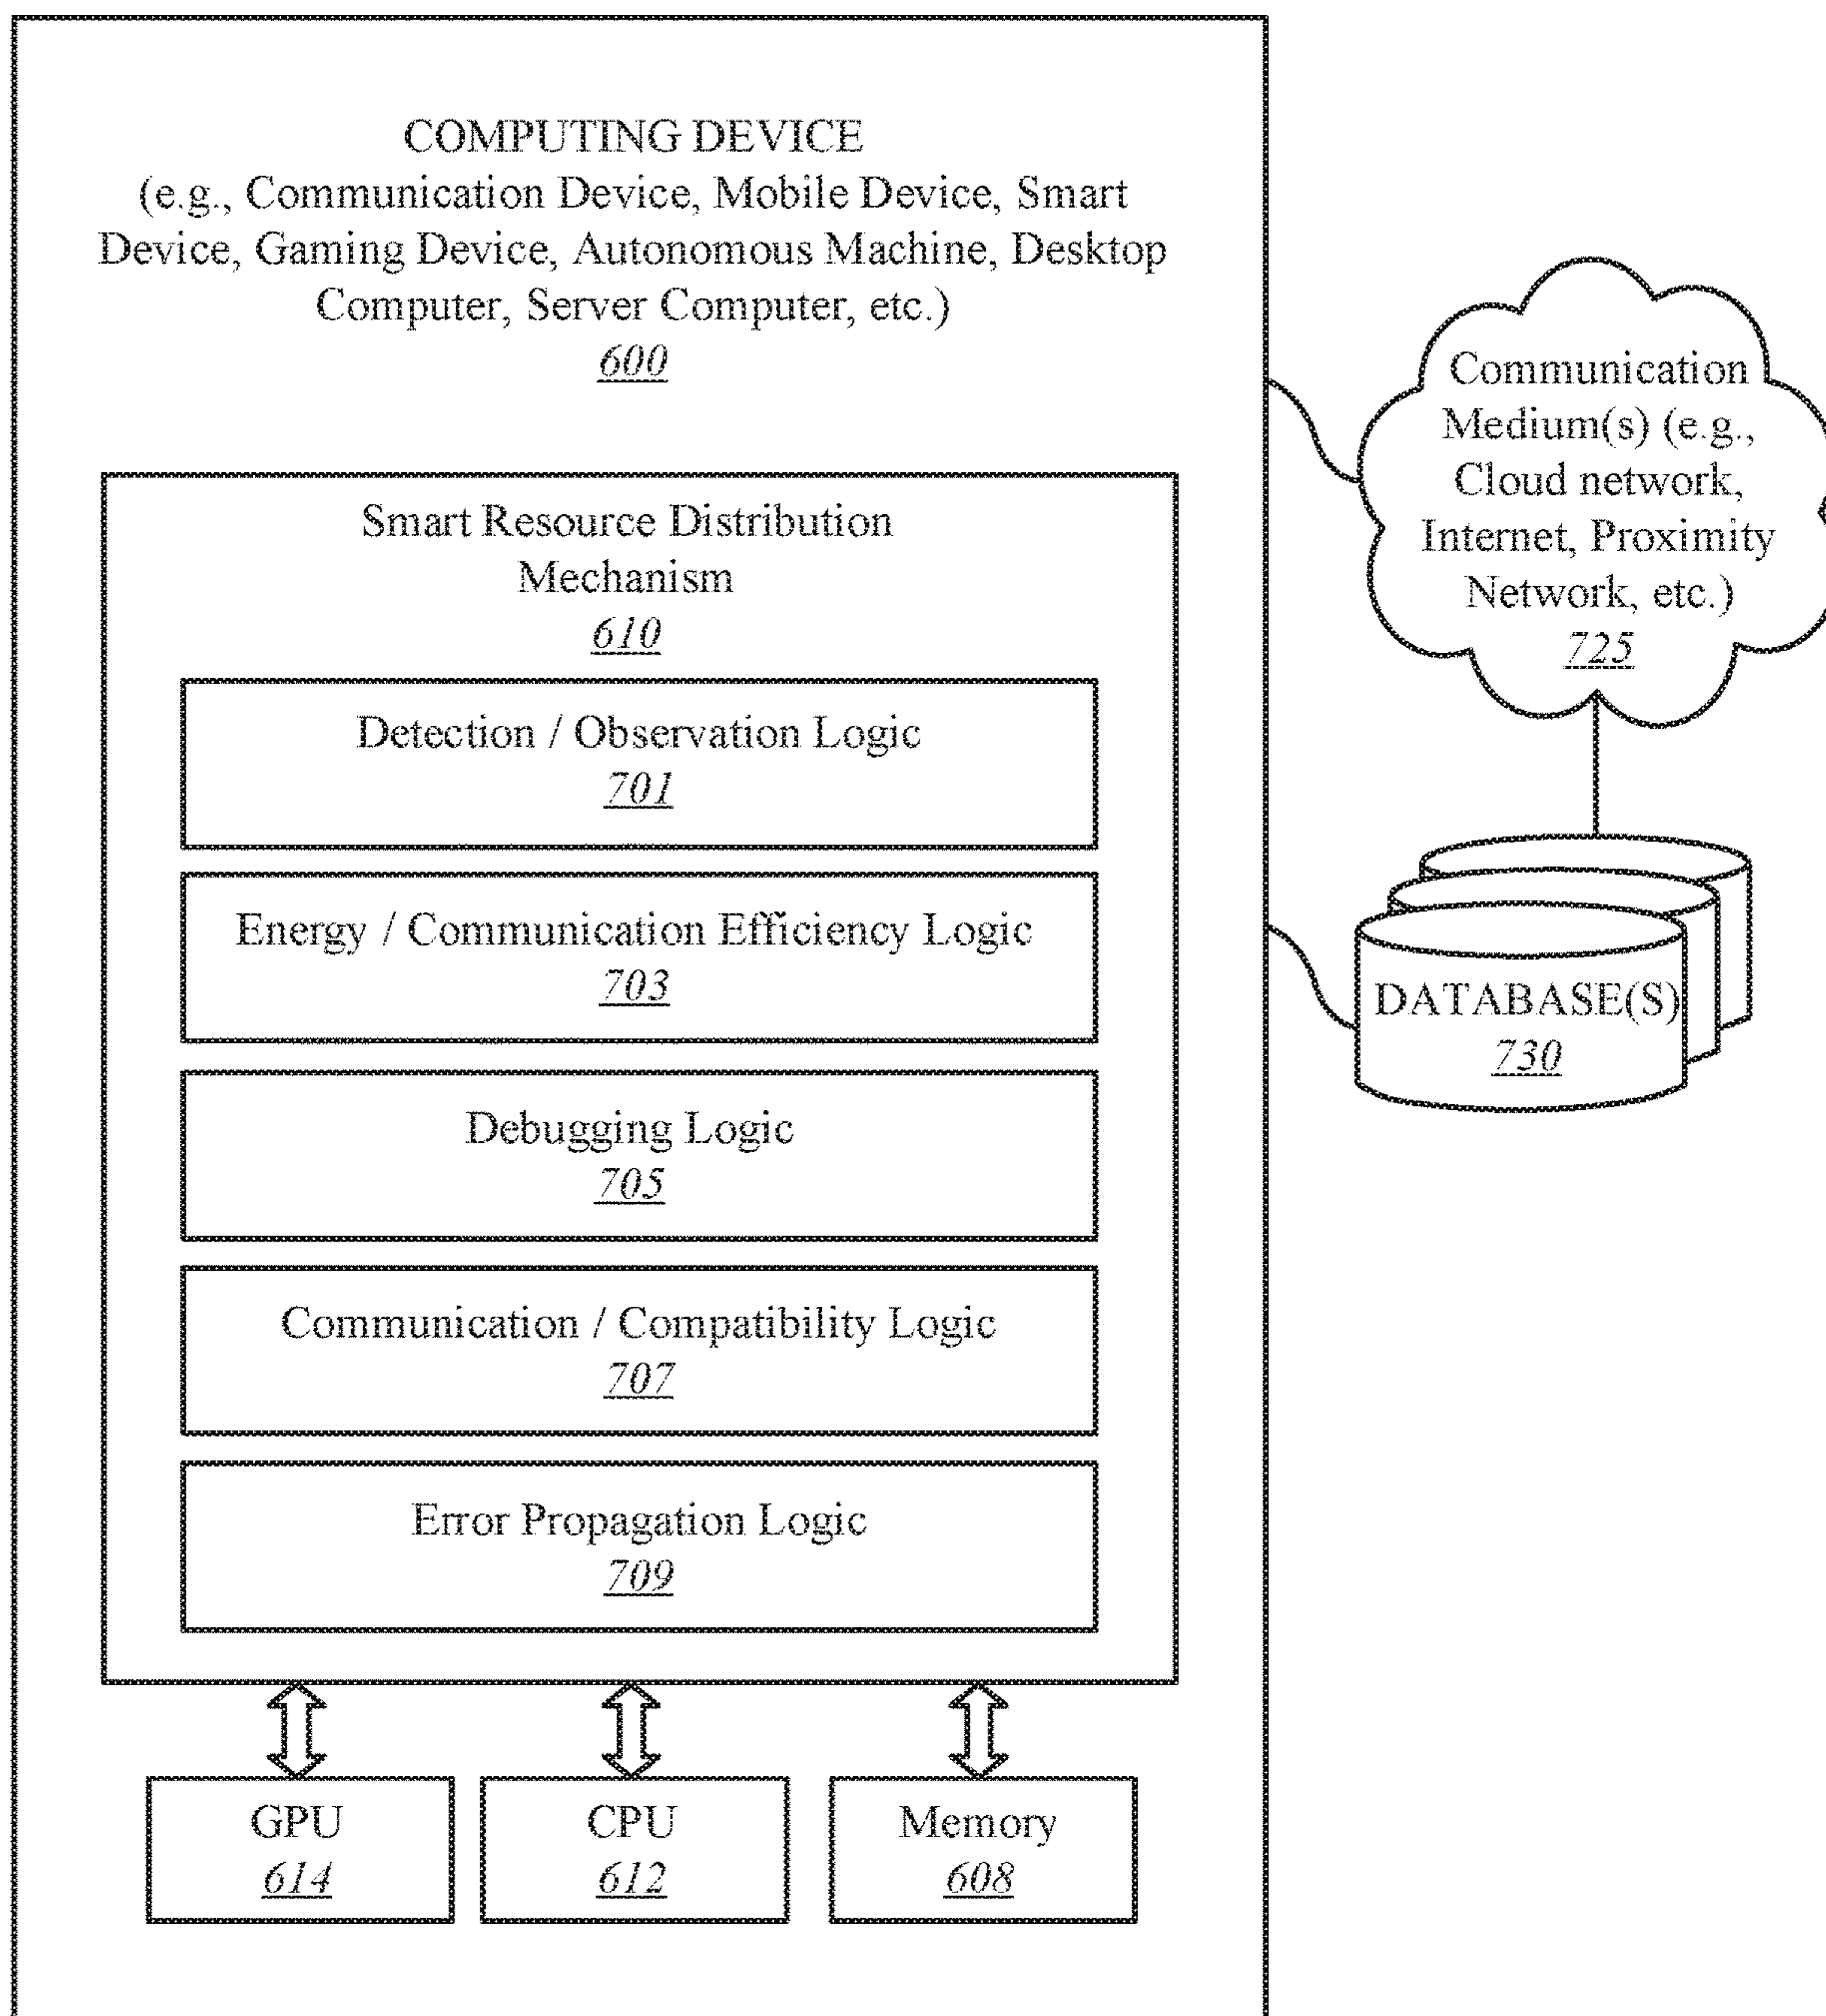 COMPUTING DEVICE
(e.g., Communication Device, Mobile Device, Smart
Device, Gaming Device, Autonomous Machine, Desktop
Computer, Server Computer, etc.)
600
Smart Resource Distribution
Mechanism
610
Detection / Observation Logic
701
Energy / Communication Efficiency Logic
703
Debugging Logic
705
Communication / Compatibility Logic
707
Error Propagation Logic
709
GPU
614
CPU
612
Memory
608
Communication
Medium(s) (e.g.,
Cloud network,
Internet, Proximity
Network, etc.)
725
DATABASE(S)
730